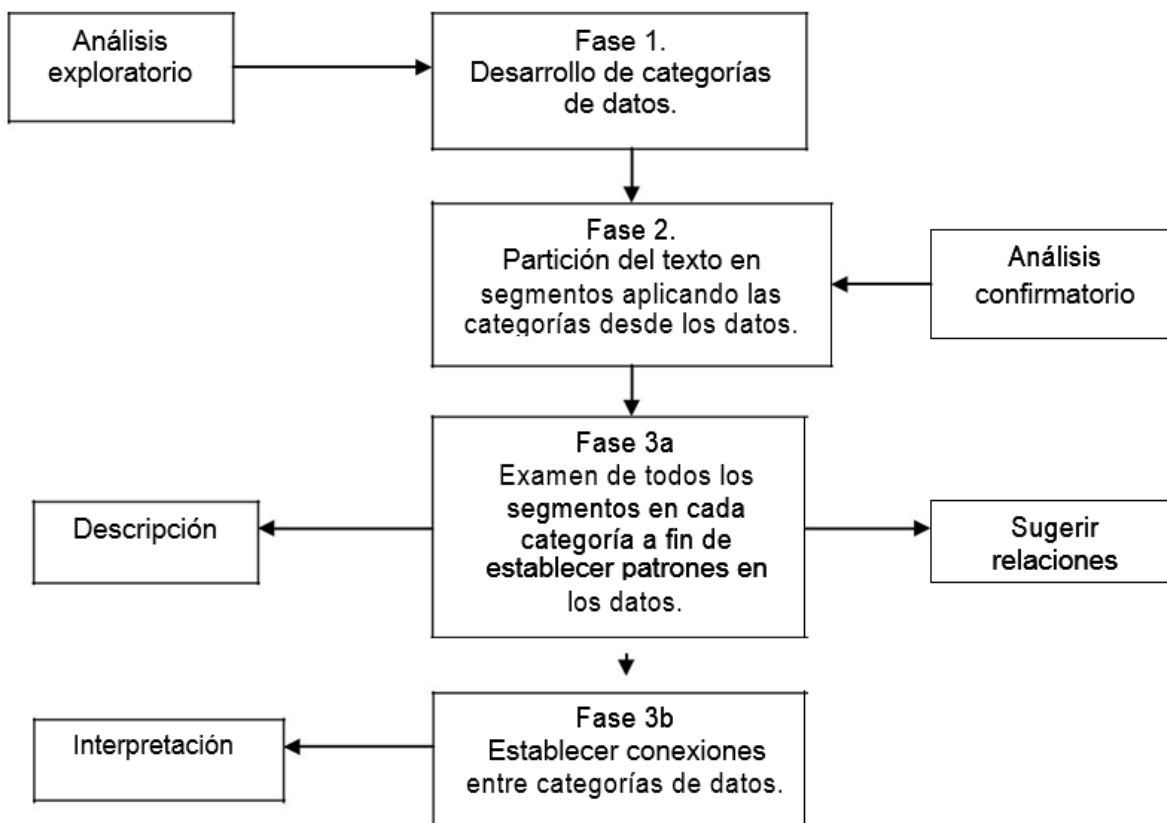 Análisis
exploratorio
Fase 1.
Desarrollo de categorías
de datos.
Fase 2.
Partición del texto en
segmentos aplicando las
categorías desde los datos.
Análisis
confirmatorio
Fase 3a
Examen de todos los
segmentos en cada
categoría a fin de
establecer patrones en
los datos.
Descripción
Sugerir
relaciones
Fase 3b
Establecer conexiones
entre categorías de datos.
Interpretación